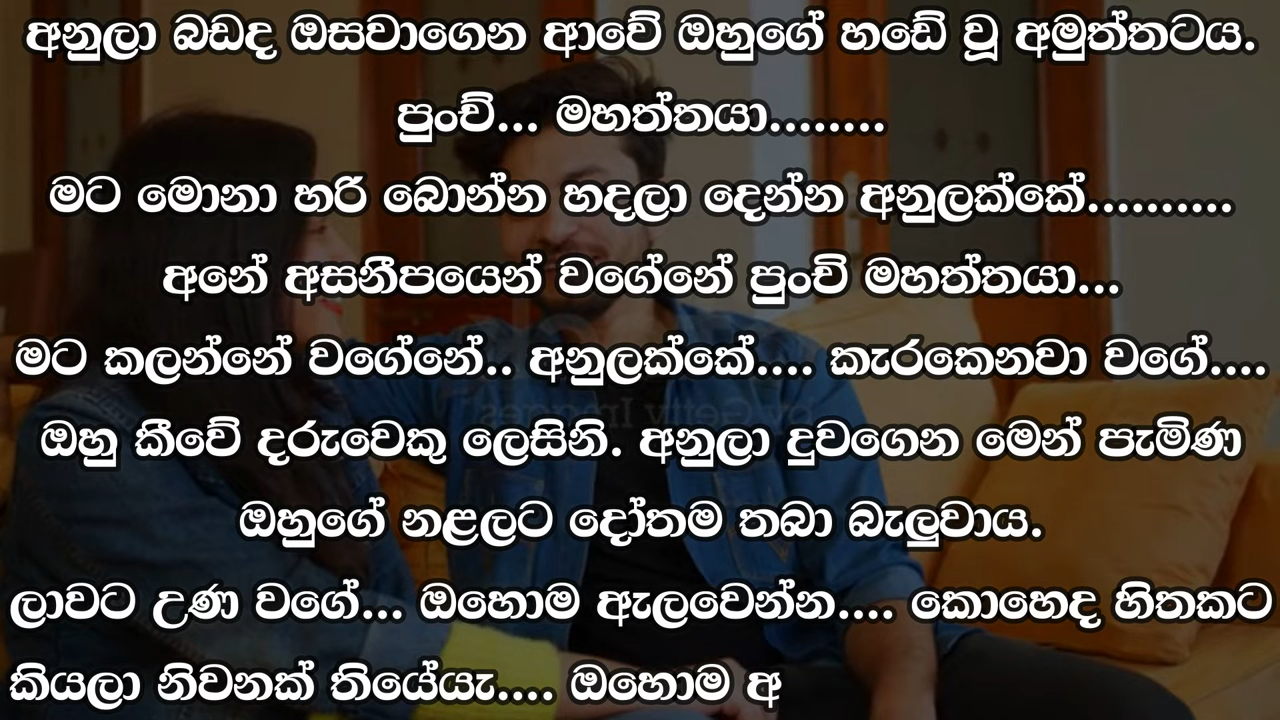 අනුලා බඩද ඔසවාගෙන ආවේ ඔහුගේ හඩේ වූ අමුත්තටය.
පුංචි... මහත්තයා........
මට මොනා හරි බොන්න හදලා දෙන්න අනුලක්කේ..........
අනේ අසනීපයෙන් වගේනේ පුංචි මහත්තයා...
මට කලන්නේ වගේනේ.. අනුලක්කේ.... කැරකෙනවා වගේ....
ඔහු කීවේ දරුවෙකු ලෙසිනි. අනුලා දුවගෙන මෙන් පැමිණ
ඔහුගේ නළලට දෝතම තබා බැලුවාය.
ලාවට උණ වගේ... ඔහොම ඇලවෙන්න.... කොහෙද හිතකට
කියලා නිවනක් තියේයැ.... ඔහොම අ